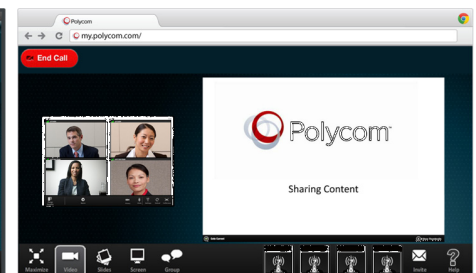 Polycom
my.polycom.com/
End Call
Polycom
Sharing Content
Maximize
Video
Slides
Screen
Group
Invite
Help